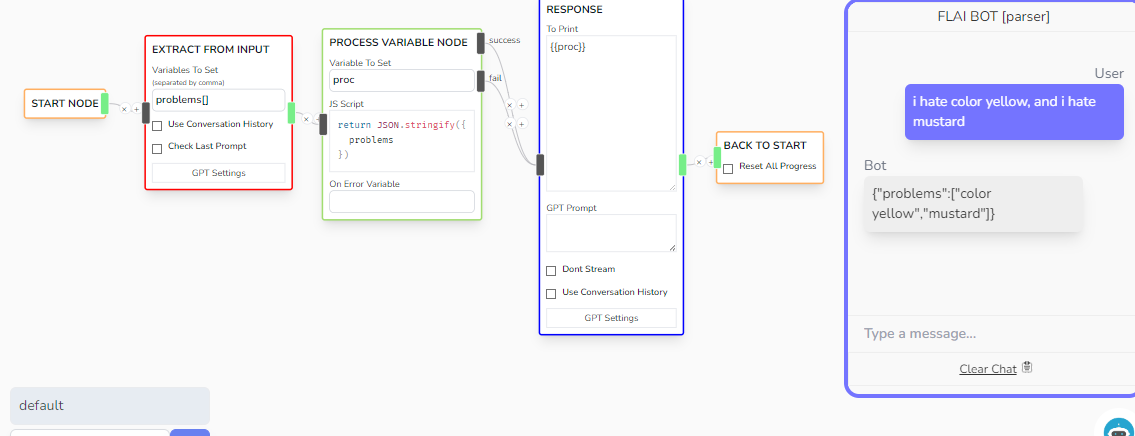 START NODE
EXTRACT FROM INPUT
Variables To Set
(separated by comma)
problems[]
Use Conversation History
Check Last Prompt
GPT Settings
PROCESS VARIABLE NODE
success
fail
Variable To Set
proc
JS Script
return JSON.stringify({
problems
})
On Error Variable
RESPONSE
To Print
{{proc}}
GPT Prompt
Dont Stream
Use Conversation History
GPT Settings
BACK TO START
Reset All Progress
FLAI BOT [parser]
User
i hate color yellow, and i hate
mustard
Bot
{"problems":["color
yellow","mustard"]}
Type a message...
Clear Chat
default